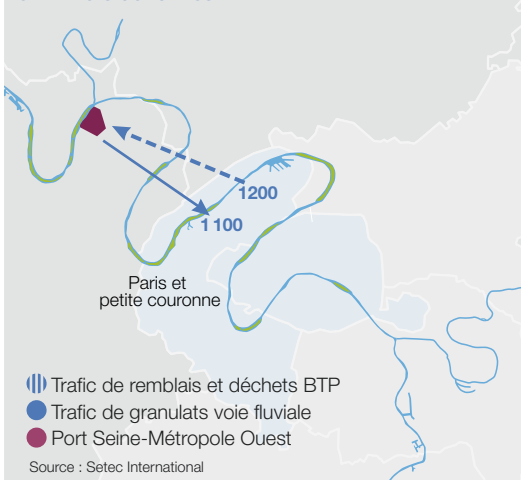 1200
1 100
Paris et
petite couronne
Trafic de remblais et déchets BTP
Trafic de granulats voie fluviale
Port Seine-Métropole Ouest
Source : Setec International